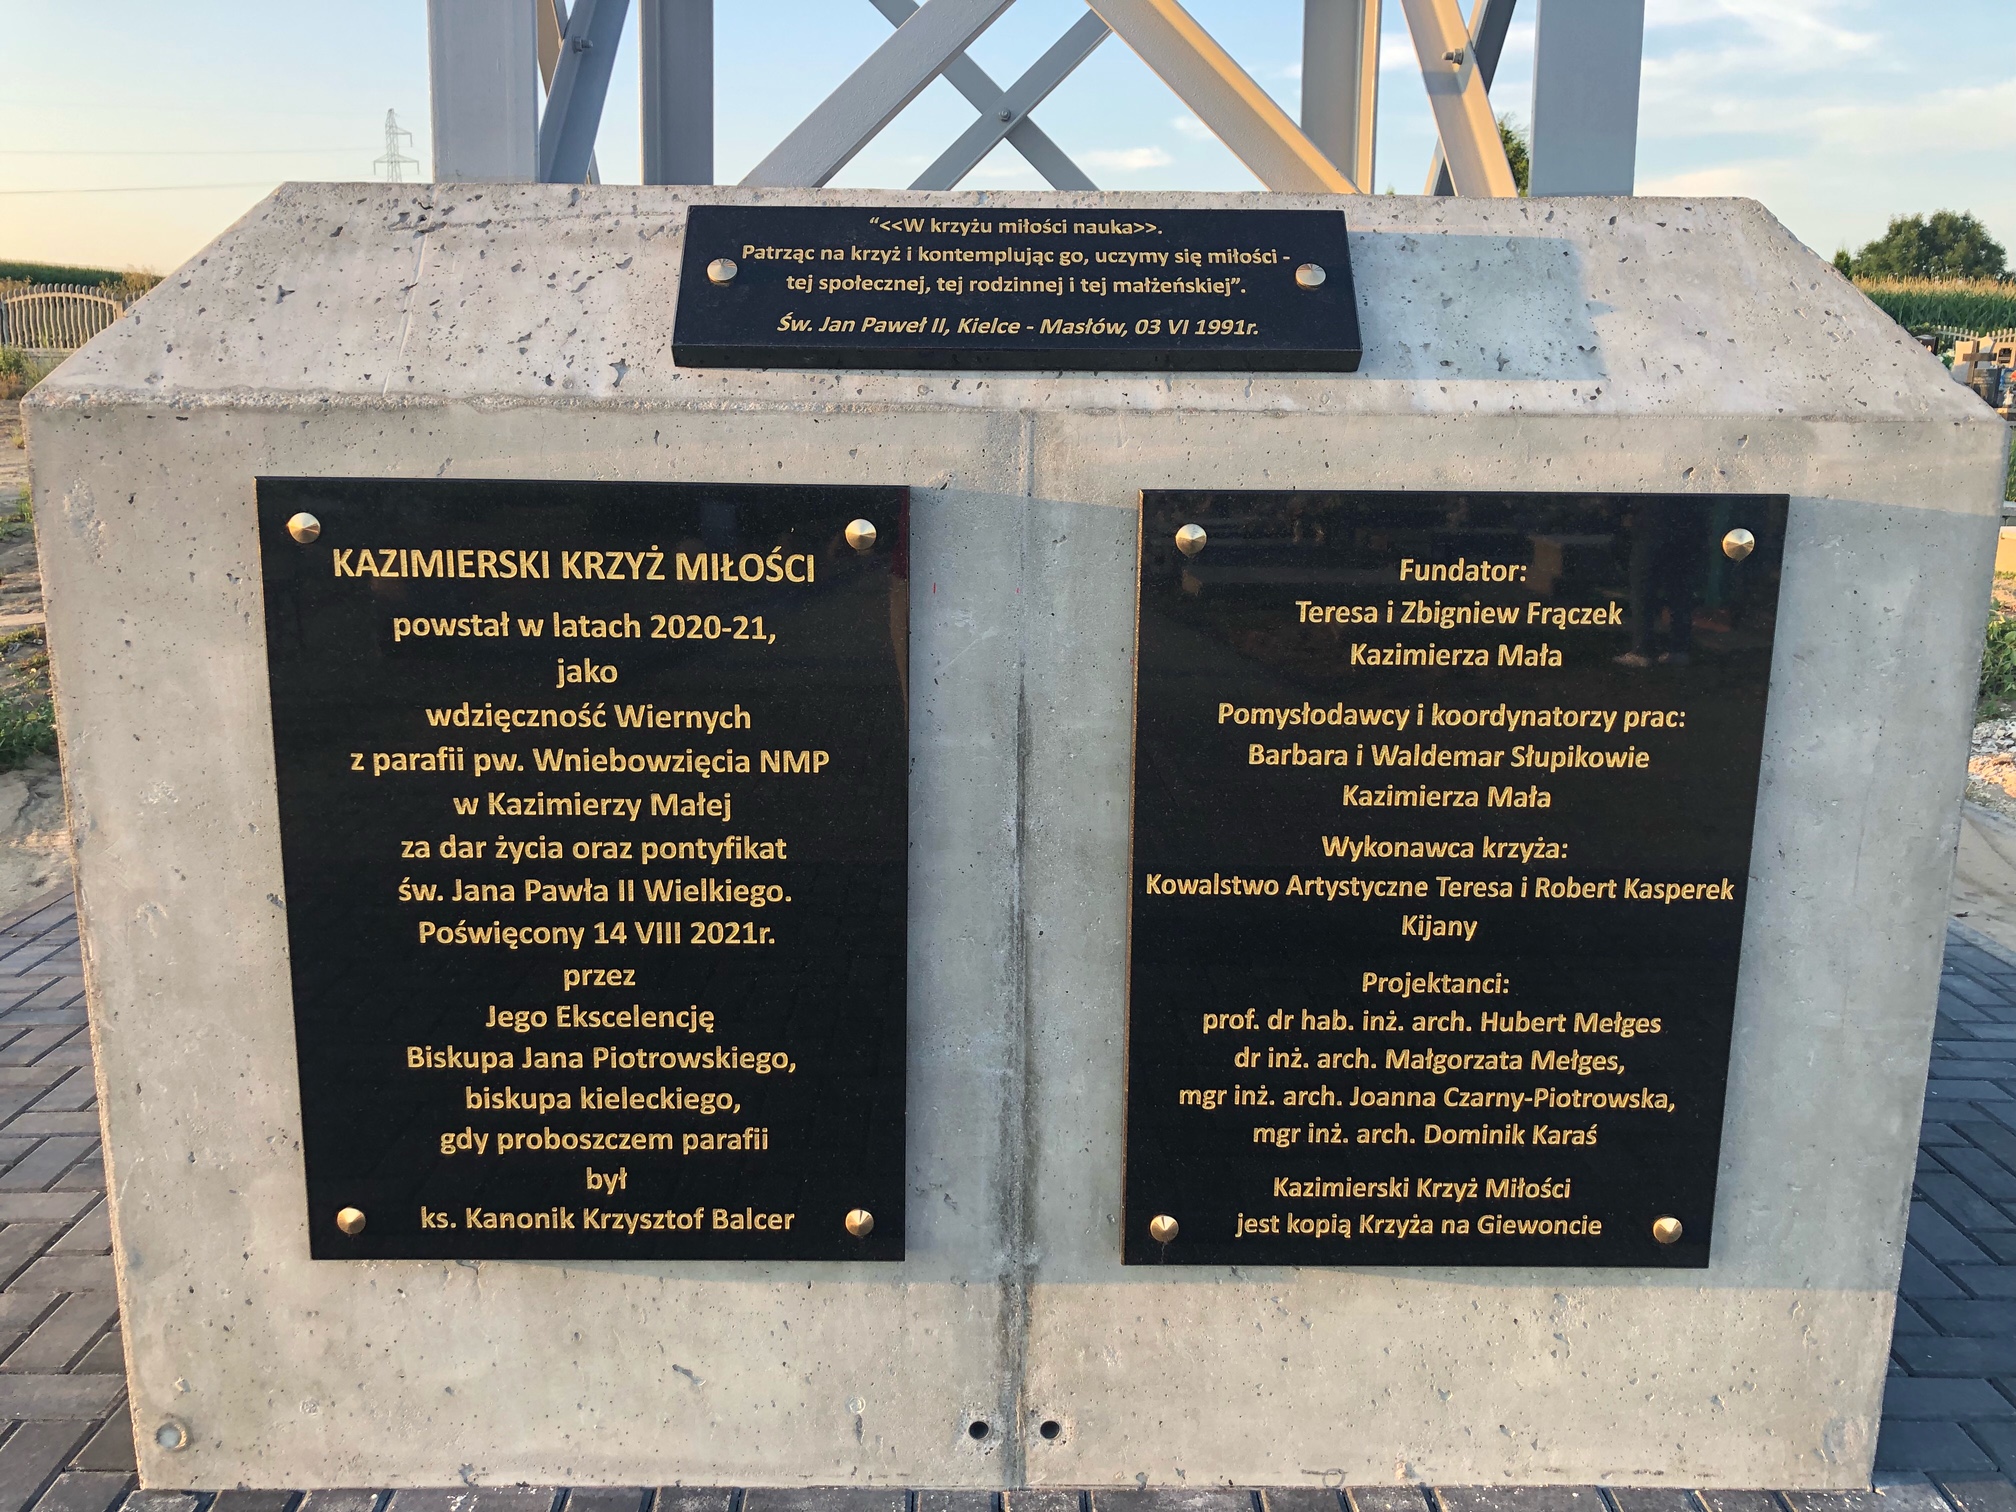 “<<W krzyżu miłości nauka>>.
Patrząc na krzyż i kontemplując go, uczymy się miłości -
tej społecznej, tej rodzinnej i tej małżeńskiej”.
Św. Jan Paweł II, Kielce - Masłów, 03 VI 1991r.
KAZIMIERSKI KRZYŻ MIŁOŚCI
powstał w latach 2020-21,
jako
wdzięczność Wiernych
z parafii pw. Wniebowzięcia NMP
w Kazimierzy Małej
za dar życia oraz pontyfikat
św. Jana Pawła II Wielkiego.
Poświęcony 14 VIII 2021r.
przez
Jego Ekscelencję
Biskupa Jana Piotrowskiego,
biskupa kieleckiego,
gdy proboszczem parafii
był
ks. Kanonik Krzysztof Balcer
Fundator:
Teresa i Zbigniew Frączek
Kazimierza Mała
Pomysłodawcy i koordynatorzy prac:
Barbara i Waldemar Słupikowie
Kazimierza Mała
Wykonawca krzyża:
Kowalstwo Artystyczne Teresa i Robert Kasperek
Kijany
Projektanci:
prof. dr hab. inż. arch. Hubert Mełges
dr inż. arch. Małgorzata Mełges,
mgr inż. arch. Joanna Czarny-Piotrowska,
mgr inż. arch. Dominik Karaś
Kazimierski Krzyż Miłości
jest kopią Krzyża na Giewoncie